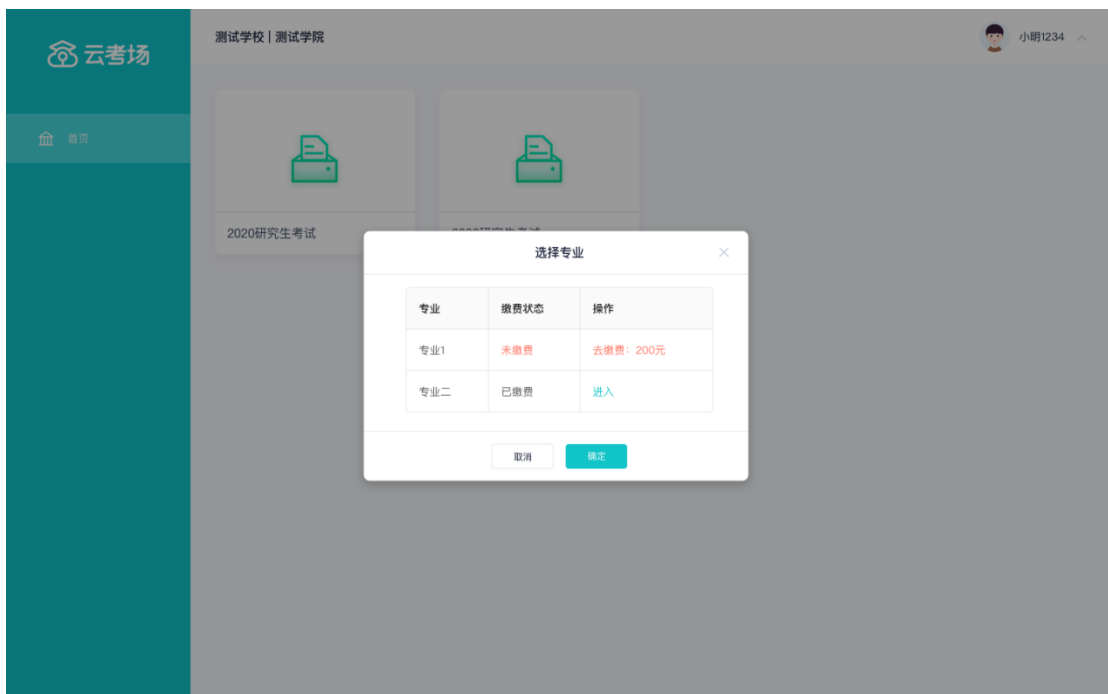 云考场
测试学校 | 测试学院
小明1234
首页
2020研究生考试
选择专业
专业 缴费状态 操作
专业1 未缴费 去缴费：200元
专业二 已缴费 进入
取消 确定